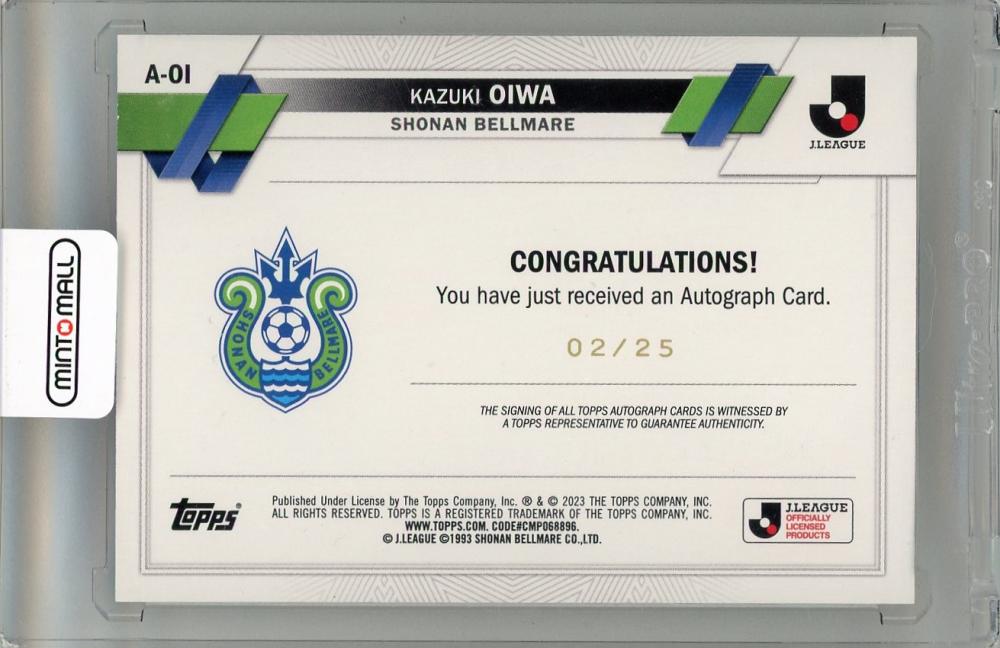 A-OI
KAZUKI OIWA
SHONAN BELLMARE
J.LEAGUE
SHONAN BELLMARE
CONGRATULATIONS!
You have just received an Autograph Card.
02/25
THE SIGNING OF ALL TOPPS AUTOGRAPH CARDS IS WITNESSED BY
A TOPPS REPRESENTATIVE TO GUARANTEE AUTHENTICITY.
MINTOMALL
Topps
Published Under License by The Topps Company, Inc. ® & © 2023 THE TOPPS COMPANY, INC.
ALL RIGHTS RESERVED. TOPPS IS A REGISTERED TRADEMARK OF THE TOPPS COMPANY, INC.
WWW.TOPPS.COM. CODE#CMP068896.
© J.LEAGUE ©1993 SHONAN BELLMARE CO.,LTD.
J.LEAGUE
OFFICIALLY
LICENSED
PRODUCTS